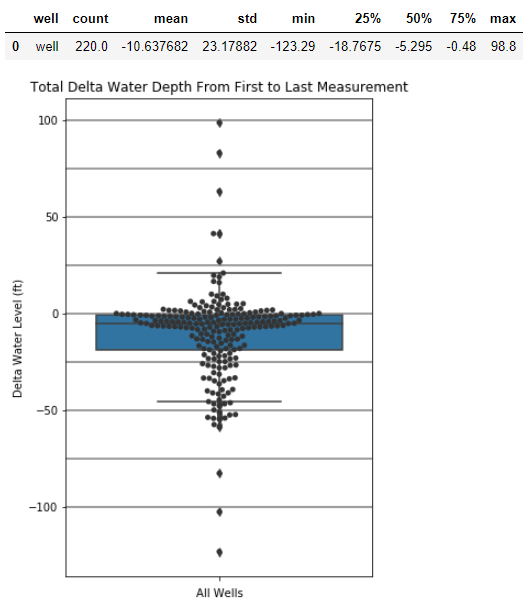 well count mean std min 25% 50% 75% max
0 well 220.0 -10.637682 23.17882 -123.29 -18.7675 -5.295 -0.48 98.8
Total Delta Water Depth From First to Last Measurement
100
50
0
−50
−100
Delta Water Level (ft)
All Wells